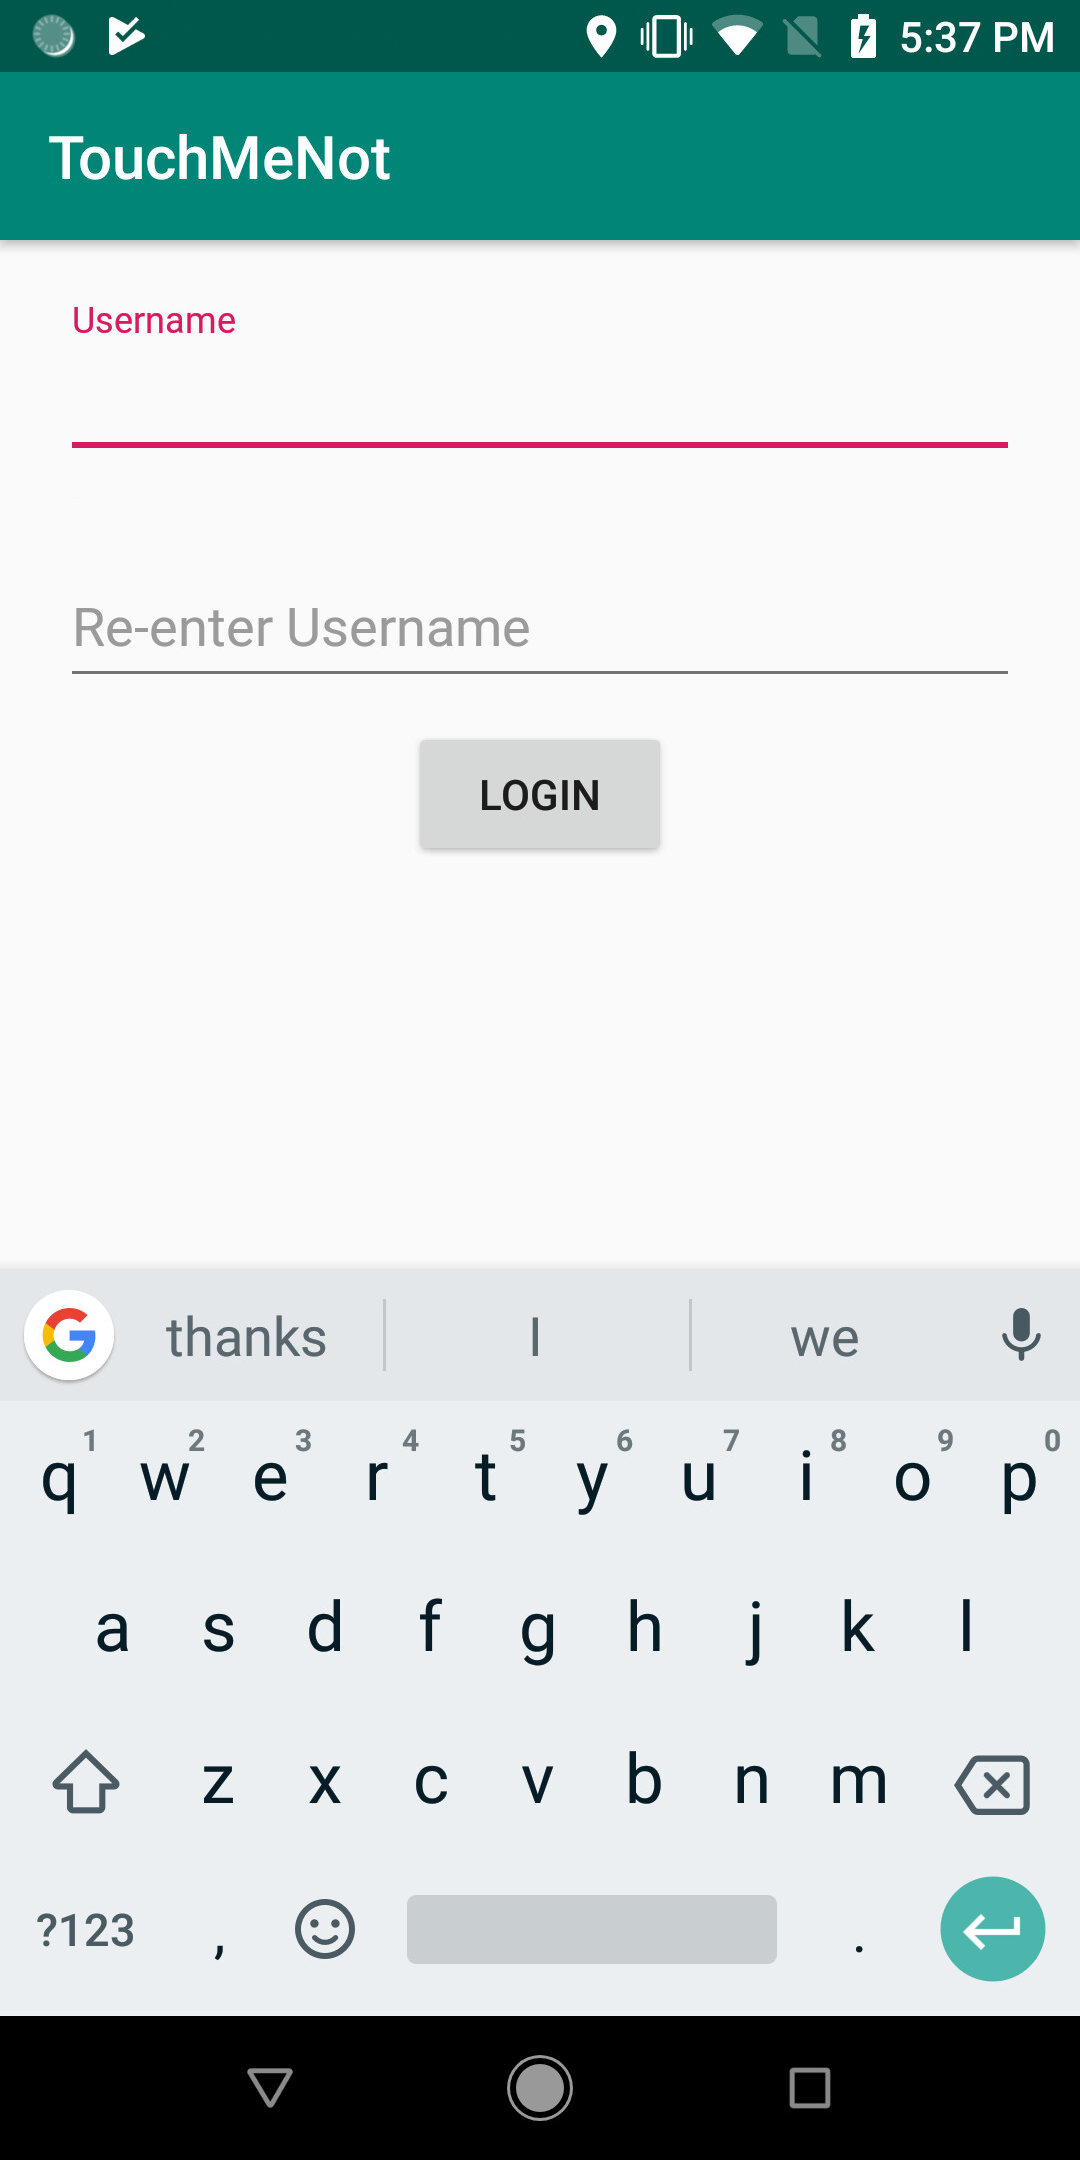 5:37 PM
TouchMeNot
Username
Re-enter Username
LOGIN
thanks I we
1 2 3 4 5 6 7 8 9 0
q w e r t y u i o p
a s d f g h j k l
z x c v b n m
?123 , .